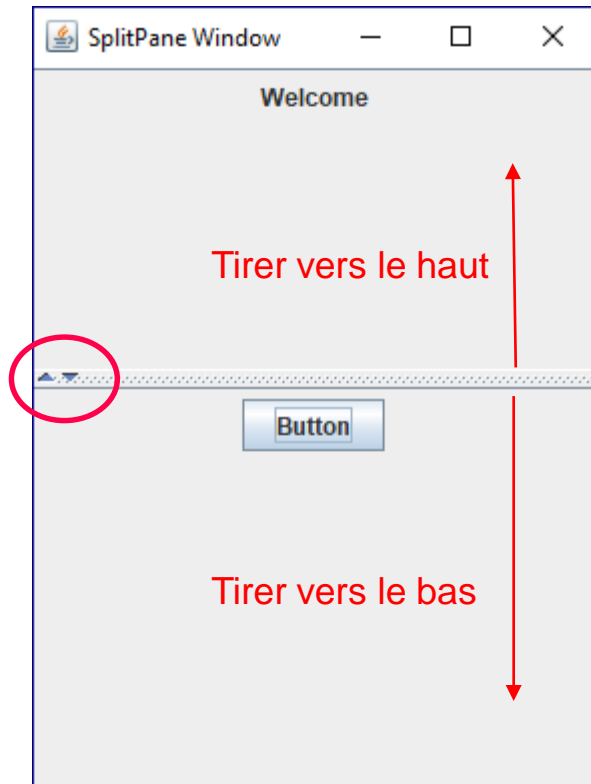 SplitPane Window
Welcome
Tirer vers le haut
Button
Tirer vers le bas